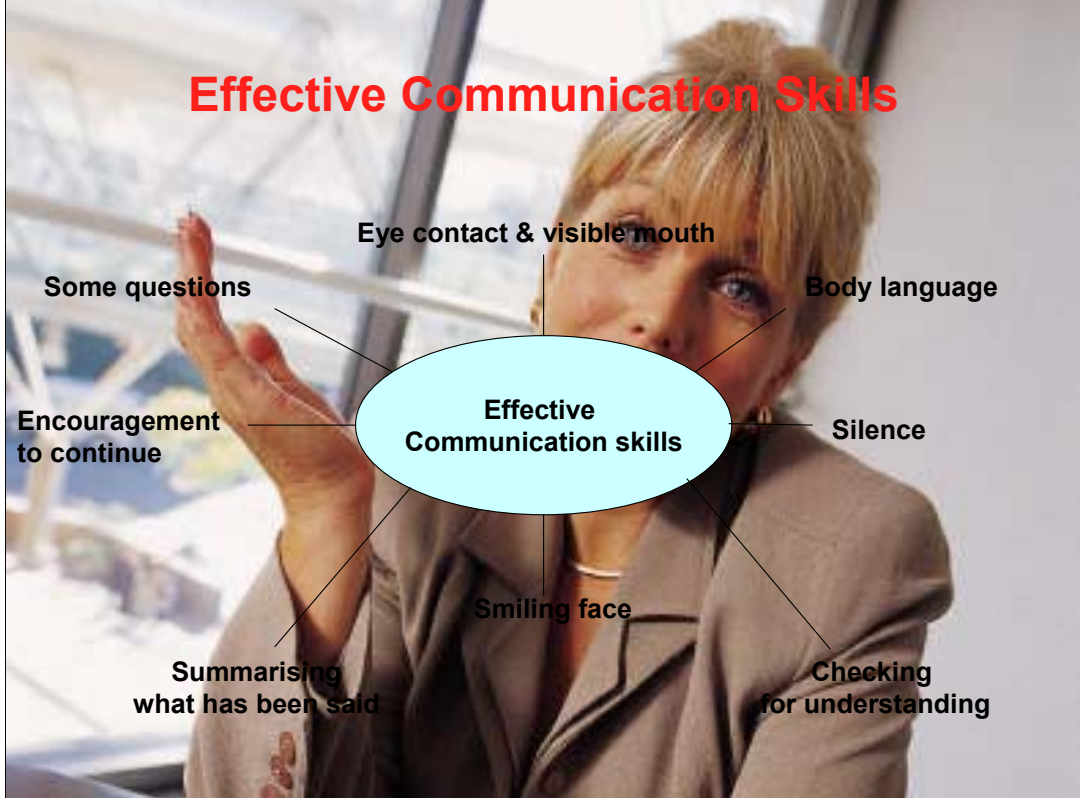 Effective Communication Skills
Eye contact & visible mouth
Some questions
Body language
Encouragement
to continue
Effective
Communication skills
Silence
Smiling face
Summarising
what has been said
Checking
for understanding